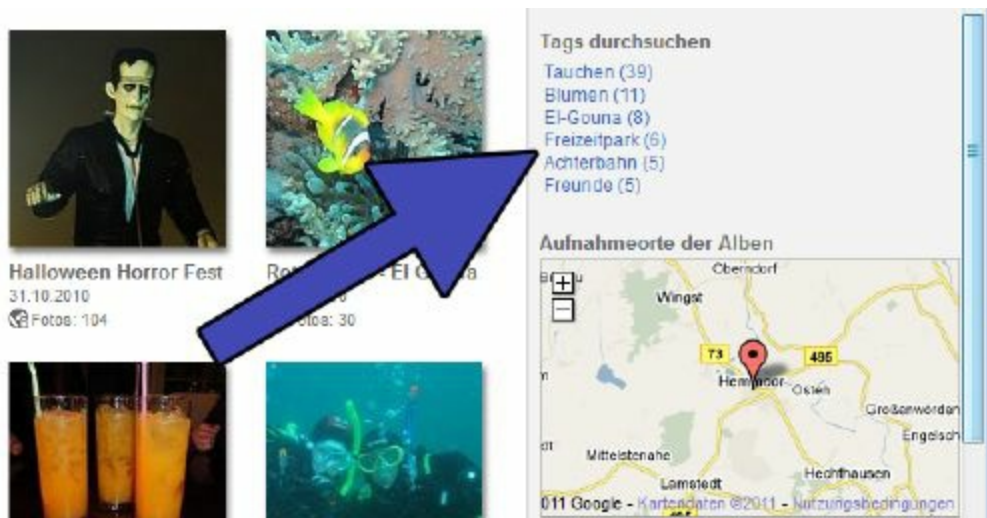 Halloween Horror Fest
31.10.2010
Fotos: 104
El
Fotos: 30
Tags durchsuchen
Tauchen (39)
Blumen (11)
El-Gouna (8)
Freizeitpark (6)
Achterbahn (5)
Freunde (5)
Aufnahmeorte der Alben
Oberndorf
Wingst
73
495
Hemmoor
Osten
Großenwörden
Engelsch
Mittelstenahe
Hechthausen
Lamstedt
011 Google - Kartendaten ©2011 - Nutzungsbedingungen